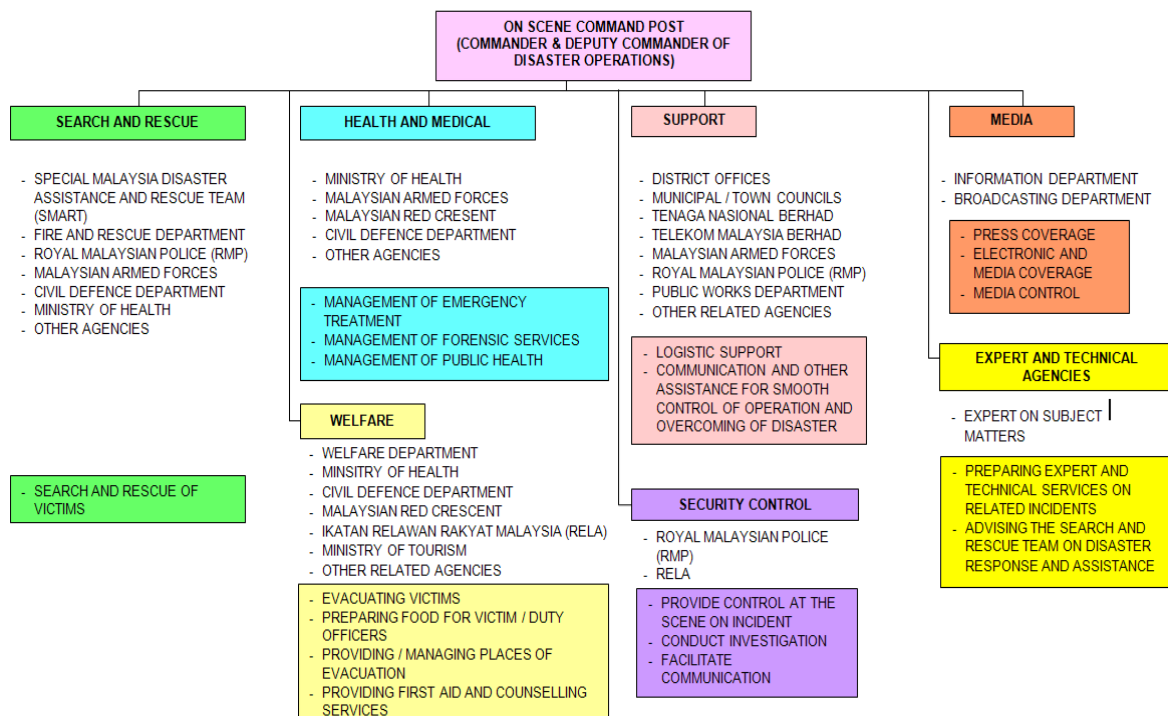 ON SCENE COMMAND POST
(COMMANDER & DEPUTY COMMANDER OF
DISASTER OPERATIONS)
SEARCH AND RESCUE
- SPECIAL MALAYSIA DISASTER
ASSISTANCE AND RESCUE TEAM
(SMART)
- FIRE AND RESCUE DEPARTMENT
- ROYAL MALAYSIAN POLICE (RMP)
- MALAYSIAN ARMED FORCES
- CIVIL DEFENCE DEPARTMENT
- MINISTRY OF HEALTH
- OTHER AGENCIES
- SEARCH AND RESCUE OF
VICTIMS
HEALTH AND MEDICAL
- MINISTRY OF HEALTH
- MALAYSIAN ARMED FORCES
- MALAYSIAN RED CRESENT
- CIVIL DEFENCE DEPARTMENT
- OTHER AGENCIES
- MANAGEMENT OF EMERGENCY
TREATMENT
- MANAGEMENT OF FORENSIC SERVICES
- MANAGEMENT OF PUBLIC HEALTH
WELFARE
- WELFARE DEPARTMENT
- MINSITRY OF HEALTH
- CIVIL DEFENCE DEPARTMENT
- MALAYSIAN RED CRESCENT
- IKATAN RELAWAN RAKYAT MALAYSIA (RELA)
- MINISTRY OF TOURISM
- OTHER RELATED AGENCIES
- EVACUATING VICTIMS
- PREPARING FOOD FOR VICTIM / DUTY
OFFICERS
- PROVIDING / MANAGING PLACES OF
EVACUATION
- PROVIDING FIRST AID AND COUNSELLING
SERVICES
SUPPORT
- DISTRICT OFFICES
- MUNICIPAL / TOWN COUNCILS
- TENAGA NASIONAL BERHAD
- TELEKOM MALAYSIA BERHAD
- MALAYSIAN ARMED FORCES
- ROYAL MALAYSIAN POLICE (RMP)
- PUBLIC WORKS DEPARTMENT
- OTHER RELATED AGENCIES
- LOGISTIC SUPPORT
- COMMUNICATION AND OTHER
ASSISTANCE FOR SMOOTH
CONTROL OF OPERATION AND
OVERCOMING OF DISASTER
SECURITY CONTROL
- ROYAL MALAYSIAN POLICE
(RMP)
- RELA
- PROVIDE CONTROL AT THE
SCENE ON INCIDENT
- CONDUCT INVESTIGATION
- FACILITATE
COMMUNICATION
MEDIA
- INFORMATION DEPARTMENT
- BROADCASTING DEPARTMENT
- PRESS COVERAGE
- ELECTRONIC AND
MEDIA COVERAGE
- MEDIA CONTROL
EXPERT AND TECHNICAL
AGENCIES
- EXPERT ON SUBJECT
MATTERS
- PREPARING EXPERT AND
TECHNICAL SERVICES ON
RELATED INCIDENTS
- ADVISING THE SEARCH AND
RESCUE TEAM ON DISASTER
RESPONSE AND ASSISTANCE